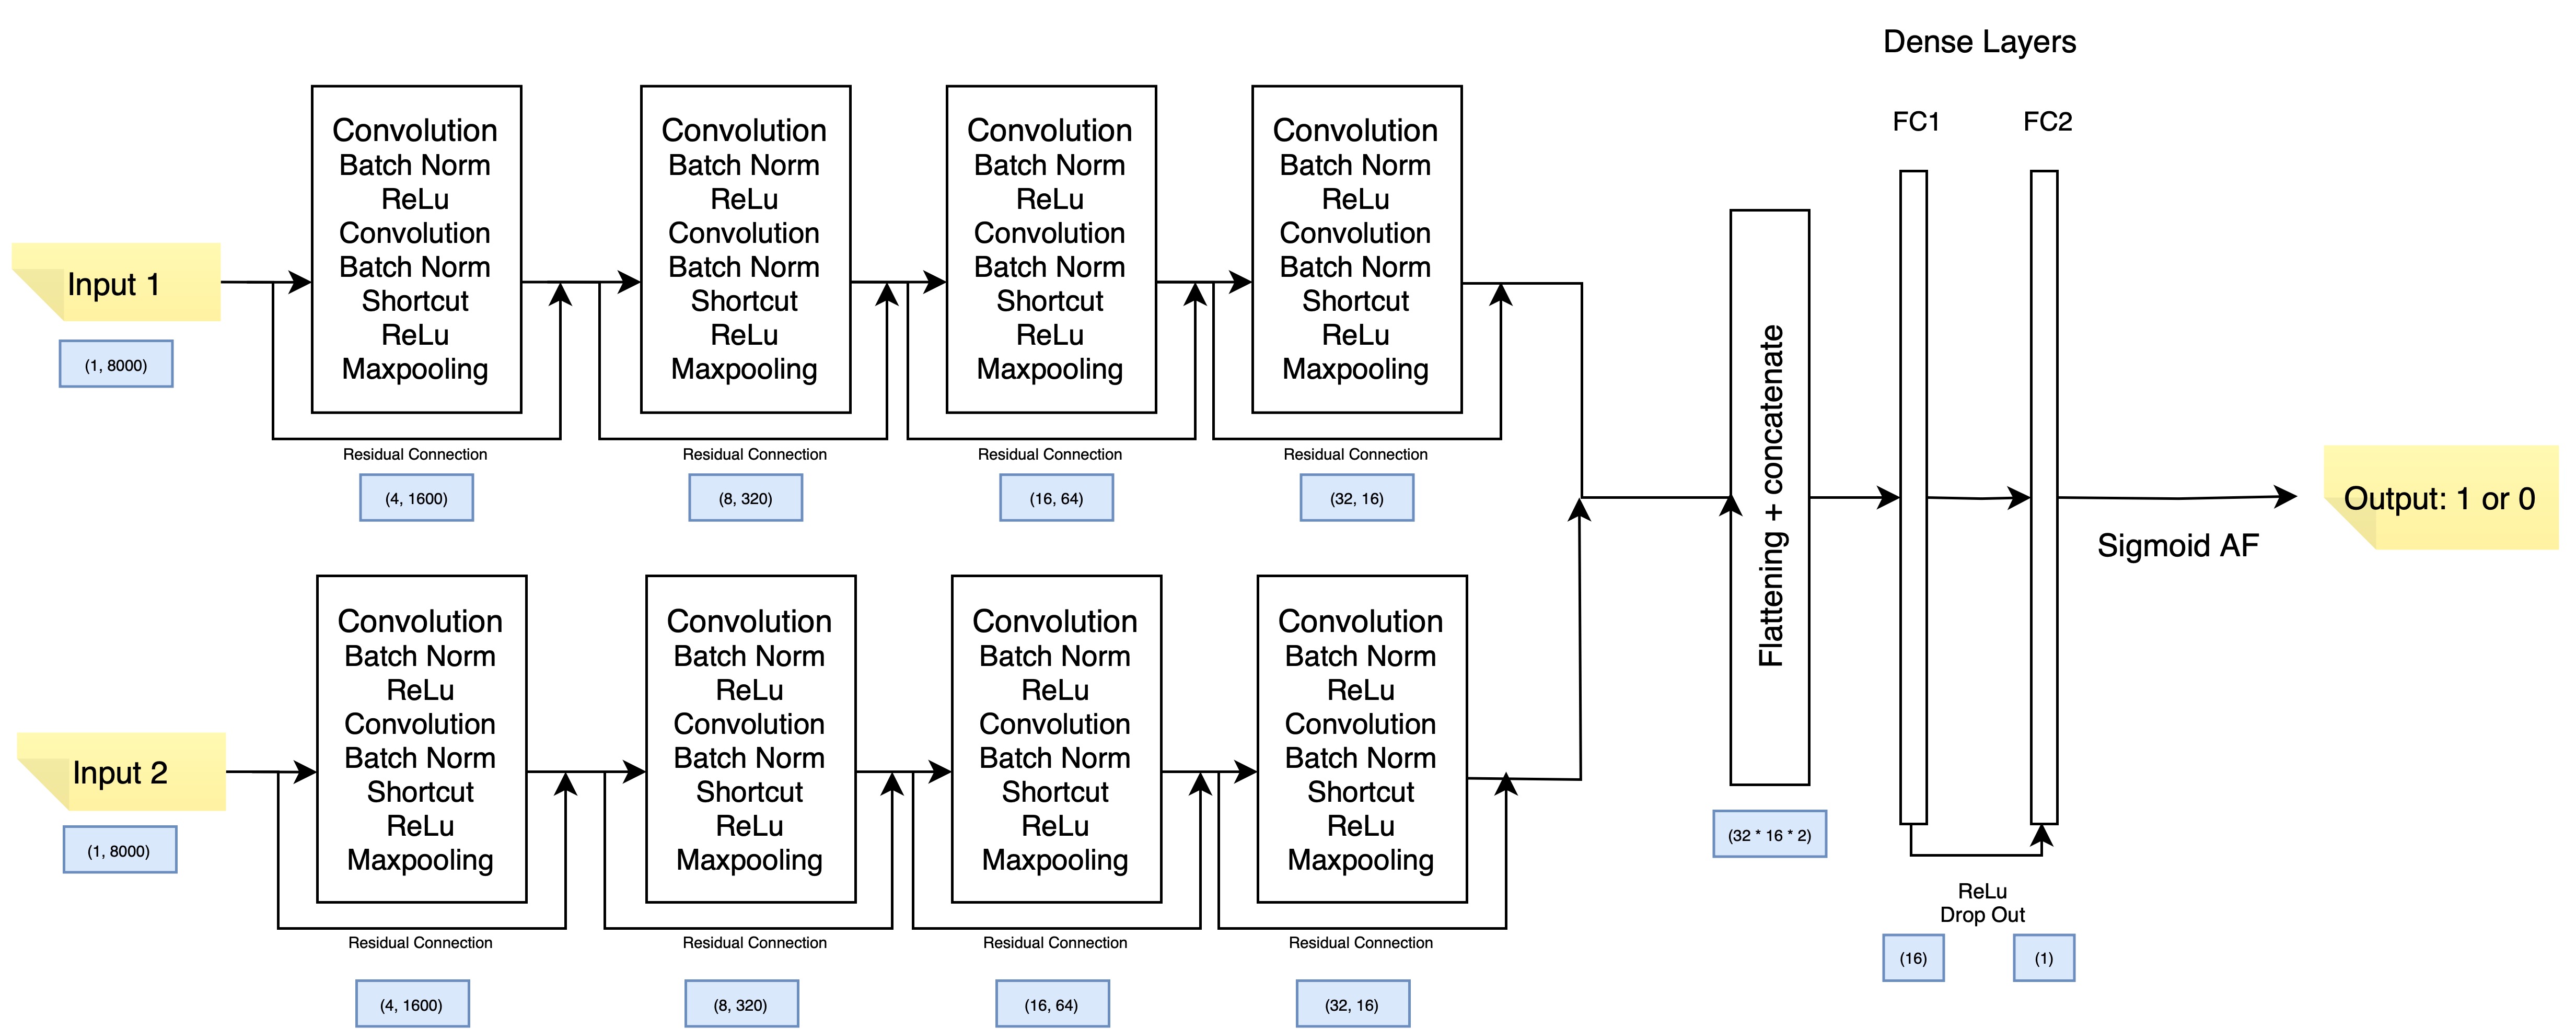 Dense Layers
FC1
FC2
Input 1
(1, 8000)
Convolution
Batch Norm
ReLu
Convolution
Batch Norm
Shortcut
ReLu
Maxpooling
Residual Connection
(4, 1600)
Convolution
Batch Norm
ReLu
Convolution
Batch Norm
Shortcut
ReLu
Maxpooling
Residual Connection
(8, 320)
Convolution
Batch Norm
ReLu
Convolution
Batch Norm
Shortcut
ReLu
Maxpooling
Residual Connection
(16, 64)
Convolution
Batch Norm
ReLu
Convolution
Batch Norm
Shortcut
ReLu
Maxpooling
Residual Connection
(32, 16)
Input 2
(1, 8000)
Convolution
Batch Norm
ReLu
Convolution
Batch Norm
Shortcut
ReLu
Maxpooling
Residual Connection
(4, 1600)
Convolution
Batch Norm
ReLu
Convolution
Batch Norm
Shortcut
ReLu
Maxpooling
Residual Connection
(8, 320)
Convolution
Batch Norm
ReLu
Convolution
Batch Norm
Shortcut
ReLu
Maxpooling
Residual Connection
(16, 64)
Convolution
Batch Norm
ReLu
Convolution
Batch Norm
Shortcut
ReLu
Maxpooling
Residual Connection
(32, 16)
Flattening + concatenate
(32 * 16 * 2)
ReLu
Drop Out
(16)
(1)
Sigmoid AF
Output: 1 or 0